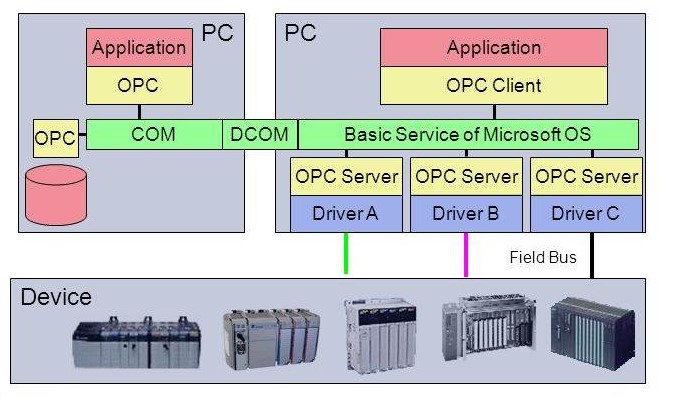 PC
PC
Application
Application
OPC
OPC Client
OPC
COM
DCOM
Basic Service of Microsoft OS
OPC Server
OPC Server
OPC Server
Driver A
Driver B
Driver C
Field Bus
Device